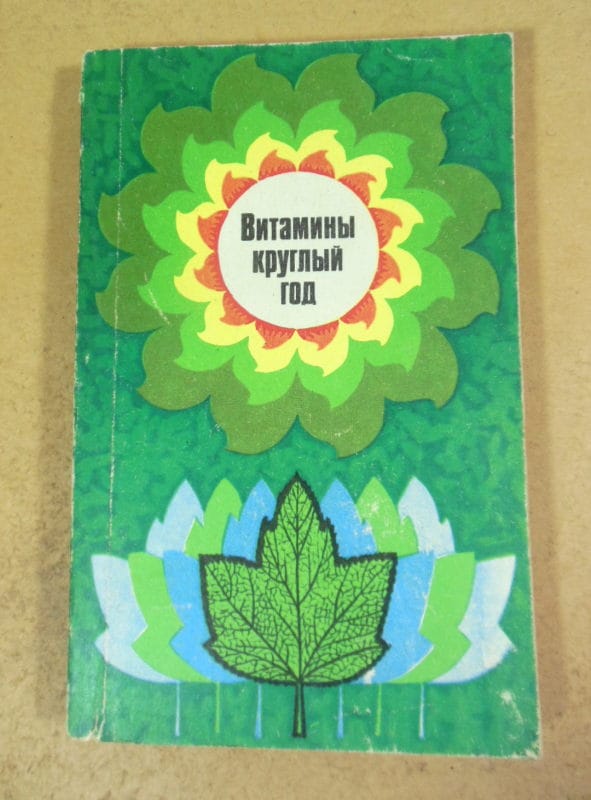 Витамины
круглый
год